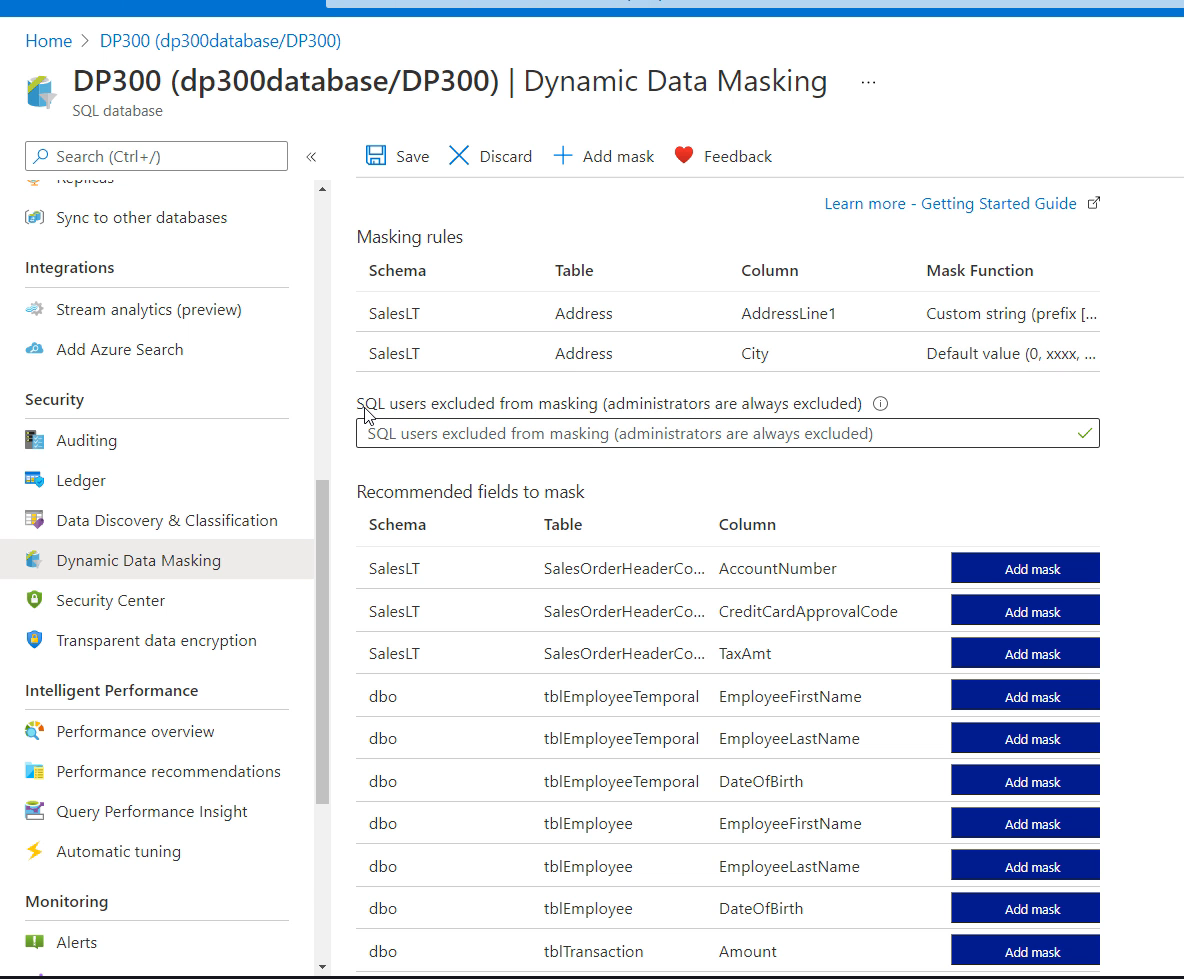 Home > DP300 (dp300database/DP300)
DP300 (dp300database/DP300) | Dynamic Data Masking ...
SQL database
Search (Ctrl+/) «
Save Discard Add mask Feedback
Replicas
Sync to other databases
Integrations
Stream analytics (preview)
Add Azure Search
Security
Auditing
Ledger
Data Discovery & Classification
Dynamic Data Masking
Security Center
Transparent data encryption
Intelligent Performance
Performance overview
Performance recommendations
Query Performance Insight
Automatic tuning
Monitoring
Alerts
Learn more - Getting Started Guide
Masking rules
Schema Table Column Mask Function
SalesLT Address AddressLine1 Custom string (prefix [...
SalesLT Address City Default value (0, xxxx, ...
SQL users excluded from masking (administrators are always excluded)
SQL users excluded from masking (administrators are always excluded)
Recommended fields to mask
Schema Table Column
SalesLT SalesOrderHeaderCo... AccountNumber Add mask
SalesLT SalesOrderHeaderCo... CreditCardApprovalCode Add mask
SalesLT SalesOrderHeaderCo... TaxAmt Add mask
dbo tblEmployeeTemporal EmployeeFirstName Add mask
dbo tblEmployeeTemporal EmployeeLastName Add mask
dbo tblEmployeeTemporal DateOfBirth Add mask
dbo tblEmployee EmployeeFirstName Add mask
dbo tblEmployee EmployeeLastName Add mask
dbo tblEmployee DateOfBirth Add mask
dbo tblTransaction Amount Add mask